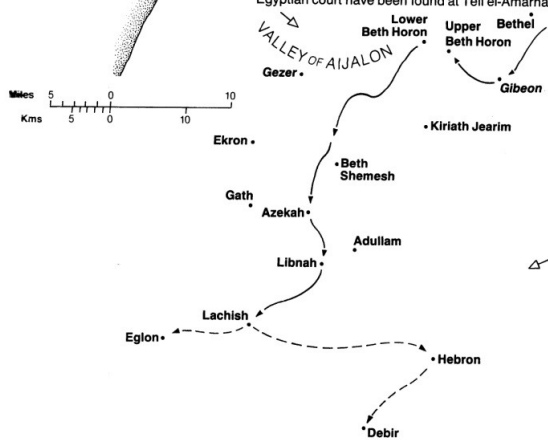 Egyptian court have been found at Tell el-Amarna
Lower
Beth Horon
Upper
Beth Horon
Bethel
VALLEY OF AIJALON
Gezer
Gibeon
Miles 5 0 10
Kms 5 0 10
Kiriath Jearim
Ekron
Beth
Shemesh
Gath
Azekah
Adullam
Libnah
Lachish
Eglon
Hebron
Debir